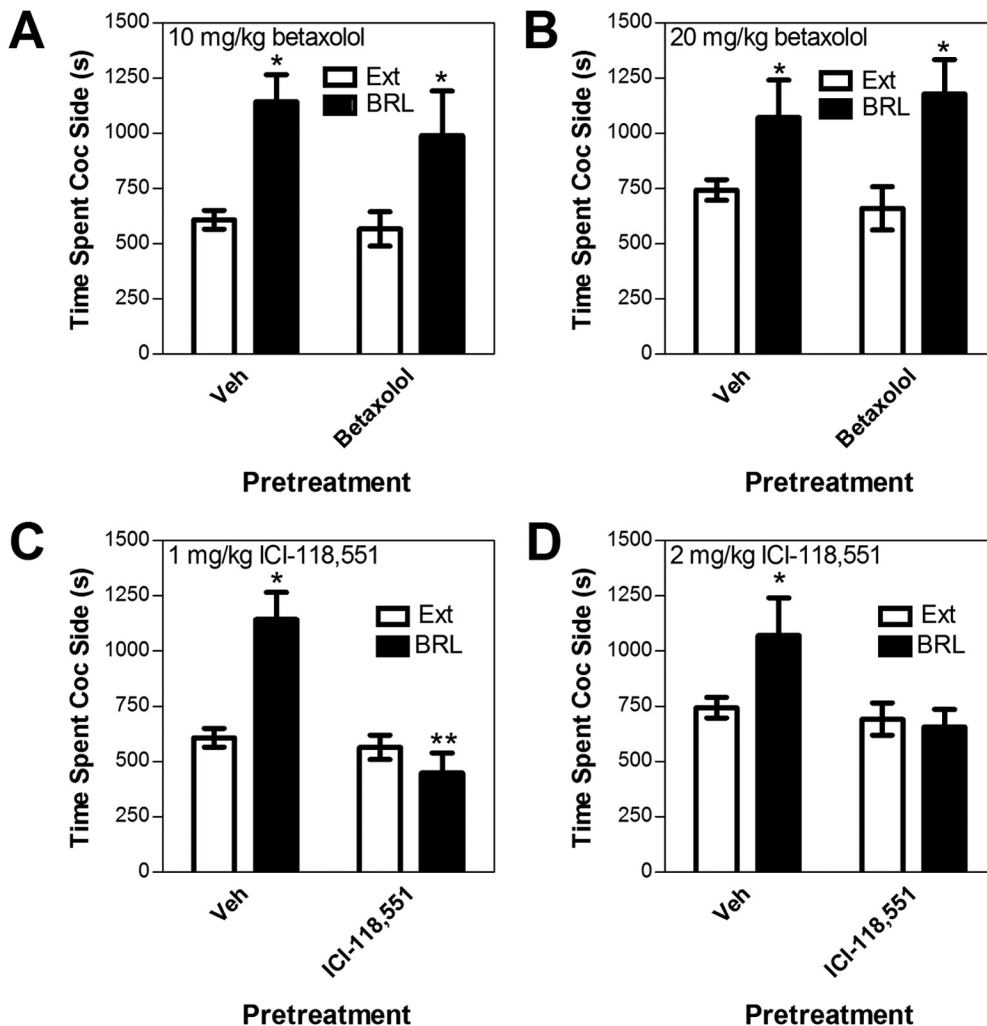 A
10 mg/kg betaxolol
Time Spent Coc Side (s)
1500
1250
1000
750
500
250
0
*
*
Ext
BRL
Veh
Betaxolol
Pretreatment
B
20 mg/kg betaxolol
Time Spent Coc Side (s)
1500
1250
1000
750
500
250
0
*
*
Ext
BRL
Veh
Betaxolol
Pretreatment
C
1 mg/kg ICI-118,551
Time Spent Coc Side (s)
1500
1250
1000
750
500
250
0
*
**
Ext
BRL
Veh
ICI-118,551
Pretreatment
D
2 mg/kg ICI-118,551
Time Spent Coc Side (s)
1500
1250
1000
750
500
250
0
*
Ext
BRL
Veh
ICI-118,551
Pretreatment